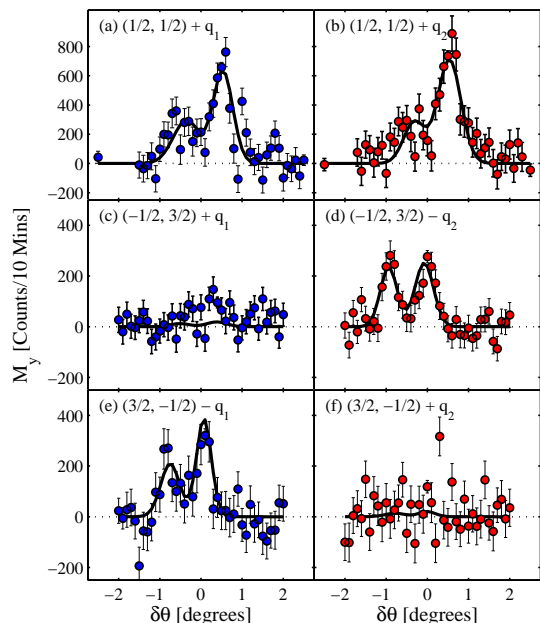 (a) (1/2, 1/2) + q1
(b) (1/2, 1/2) + q2
800
600
400
200
0
−200
(c) (−1/2, 3/2) + q1
(d) (−1/2, 3/2) − q2
400
200
0
−200
My [Counts/10 Mins]
(e) (3/2, −1/2) − q1
(f) (3/2, −1/2) + q2
400
200
0
−200
−2 −1 0 1 2
−2 −1 0 1 2
δθ [degrees]
δθ [degrees]